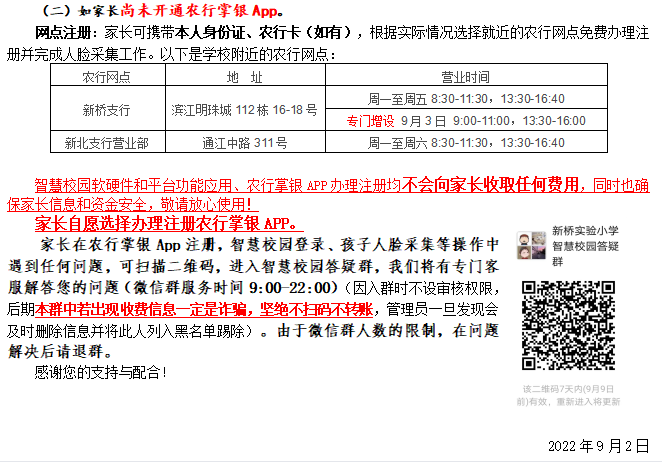 （二）如家长尚未开通农行掌银App。
网点注册：家长可携带本人身份证、农行卡（如有），根据实际情况选择就近的农行网点免费办理注
册并完成人脸采集工作。以下是学校附近的农行网点：
农行网点 地 址 营业时间
新桥支行 滨江明珠城 112 栋 16-18 号 周一至周五 8:30-11:30，13:30-16:40
专门增设 9 月 3 日 9:00-11:00，13:30-16:00
新北支行营业部 通江中路 311 号 周一至周六 8:30-11:30，13:30-16:40
智慧校园软硬件和平台功能应用、农行掌银 APP 办理注册均不会向家长收取任何费用，同时也确
保家长信息和资金安全，敬请放心使用！
家长自愿选择办理注册农行掌银 APP。
家长在农行掌银 App 注册，智慧校园登录、孩子人脸采集等操作中
遇到任何问题，可扫描二维码，进入智慧校园答疑群，我们将有专门客
服解答您的问题（微信群服务时间 9:00-22:00）（因入群时不设审核权限，
后期本群中若出现收费信息一定是诈骗，坚绝不扫码不转账，管理员一旦发现会
及时删除信息并将此人列入黑名单踢除）。由于微信群人数的限制，在问题
解决后请退群。
感谢您的支持与配合！
新桥实验小学
智慧校园答疑
群
该二维码7天内(9月9日
前)有效，重新进入将更新
2022 年 9 月 2 日